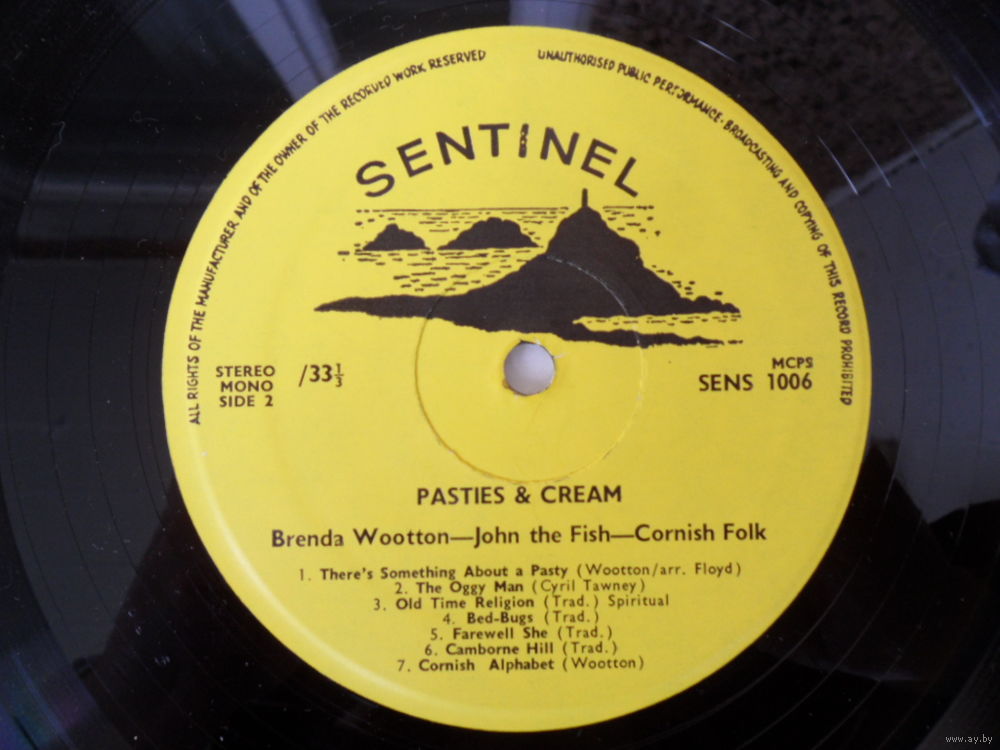 ALL RIGHTS OF THE MANUFACTURER AND OF THE OWNER OF THE RECORDED WORK RESERVED
UNAUTHORISED PUBLIC PERFORMANCE · BROADCASTING AND COPYING OF THIS RECORD PROHIBITED
SENTINEL
STEREO
MONO
SIDE 2
/33⅓
MCPS
SENS 1006
PASTIES & CREAM
Brenda Wootton—John the Fish—Cornish Folk
1. There's Something About a Pasty (Wootton/arr. Floyd)
2. The Oggy Man (Cyril Tawney)
3. Old Time Religion (Trad.) Spiritual
4. Bed-Bugs (Trad.)
5. Farewell She (Trad.)
6. Camborne Hill (Trad.)
7. Cornish Alphabet (Wootton)
www.ay.by